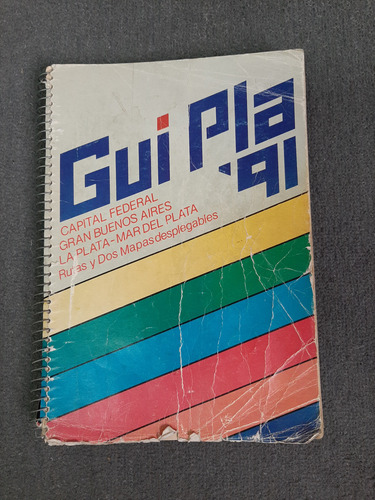 Gui Pla
'91
CAPITAL FEDERAL
GRAN BUENOS AIRES
LA PLATA-MAR DEL PLATA
Rutas y Dos Mapas desplegables